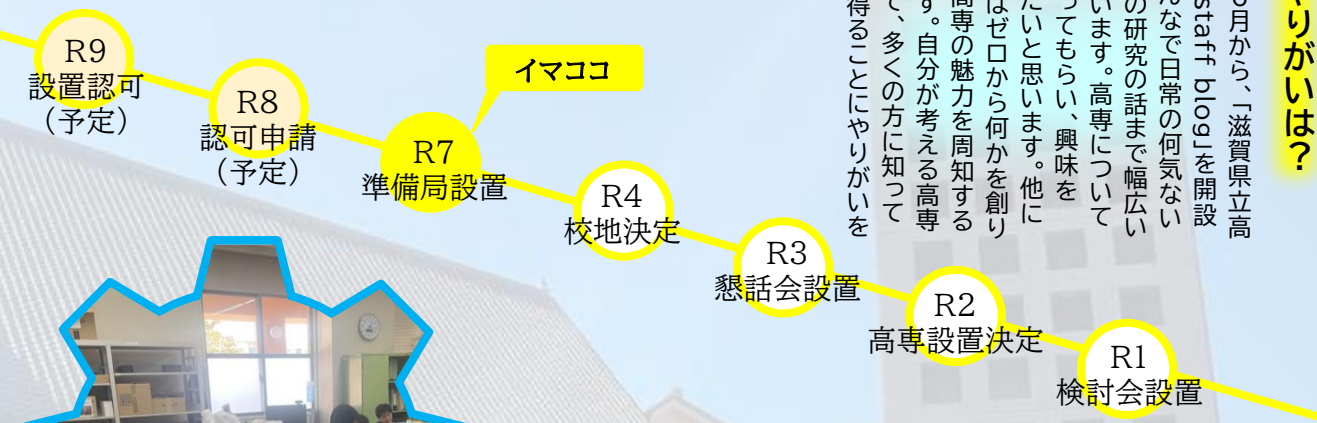 りがいは？
月から、「滋賀県立高
staff blog」を開設
んなで日常の何気ない
の研究の話まで幅広い
います。高専について
ってもらい、興味を
たいと思います。他に
はゼロから何かを創り
高専の魅力を周知する
す。自分が考える高専
て、多くの方に知って
得ることにやりがいを
イマココ
R9
設置認可
（予定）
R8
認可申請
（予定）
R7
準備局設置
R4
校地決定
R3
懇話会設置
R2
高専設置決定
R1
検討会設置